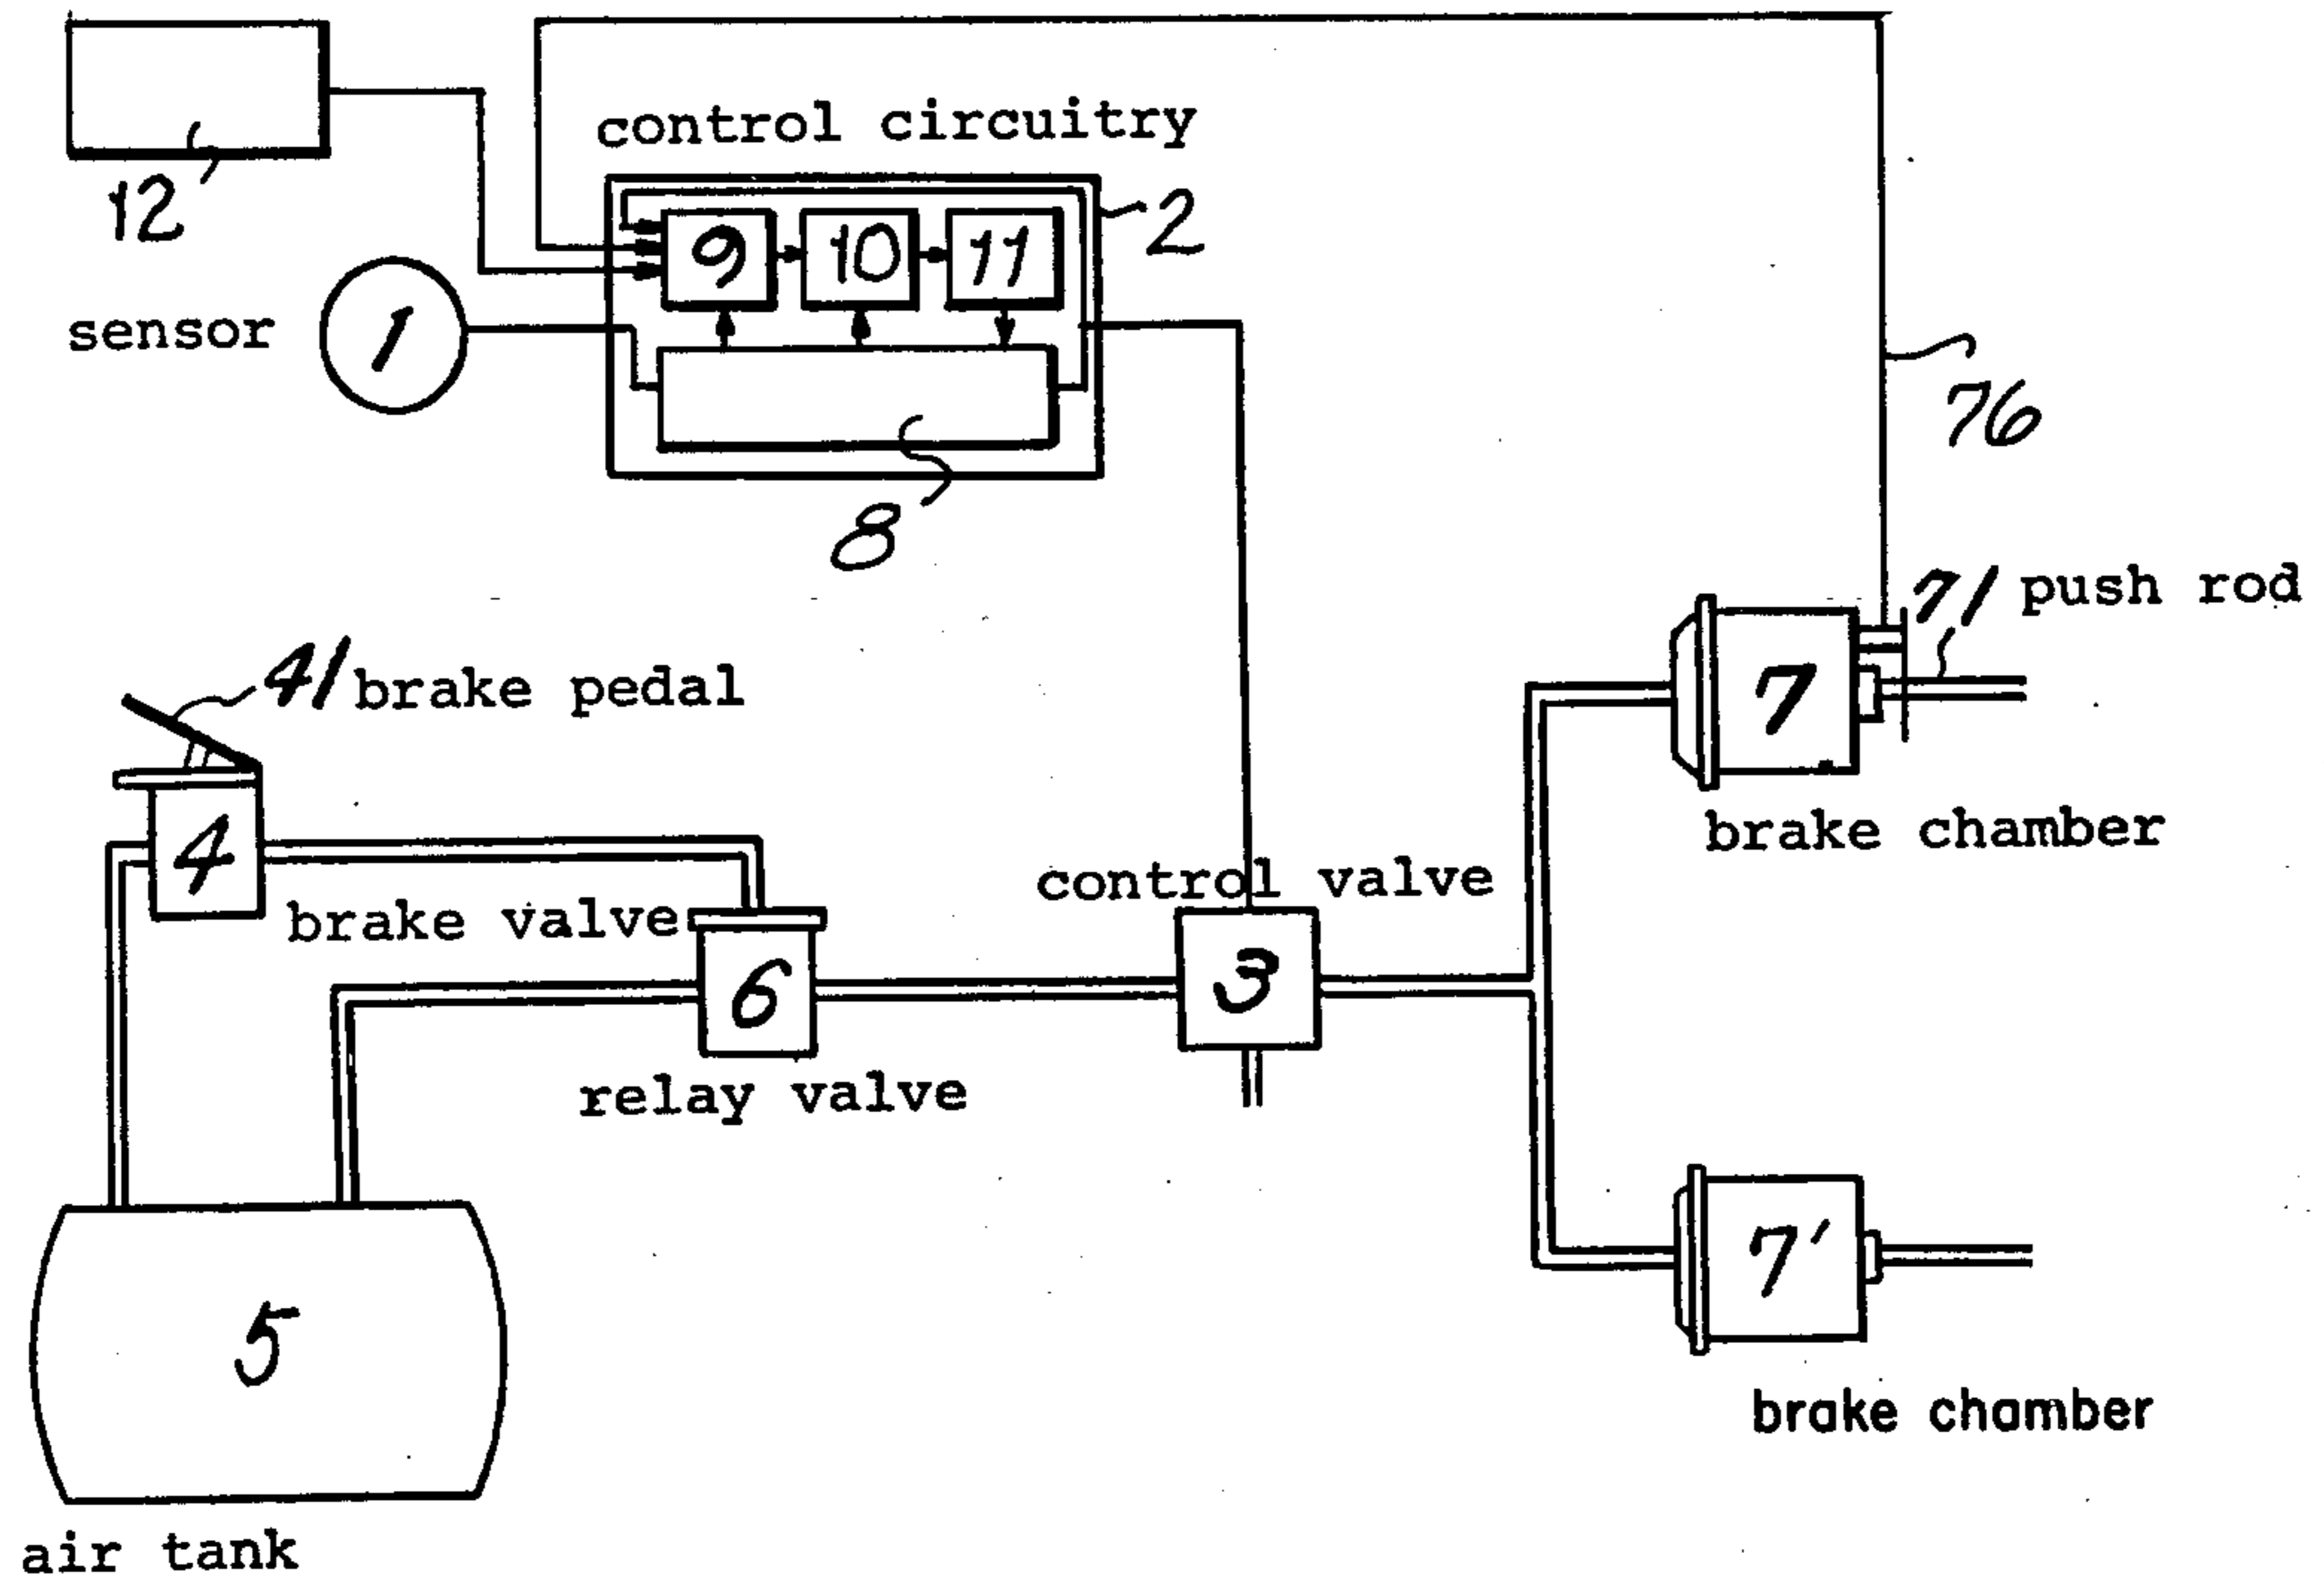 control circuitry
12
2
9 10 11
sensor 1
76
8
71 push rod
41 brake pedal
7
4
brake chamber
control valve
brake valve
6
3
relay valve
7'
5
brake chamber
air tank